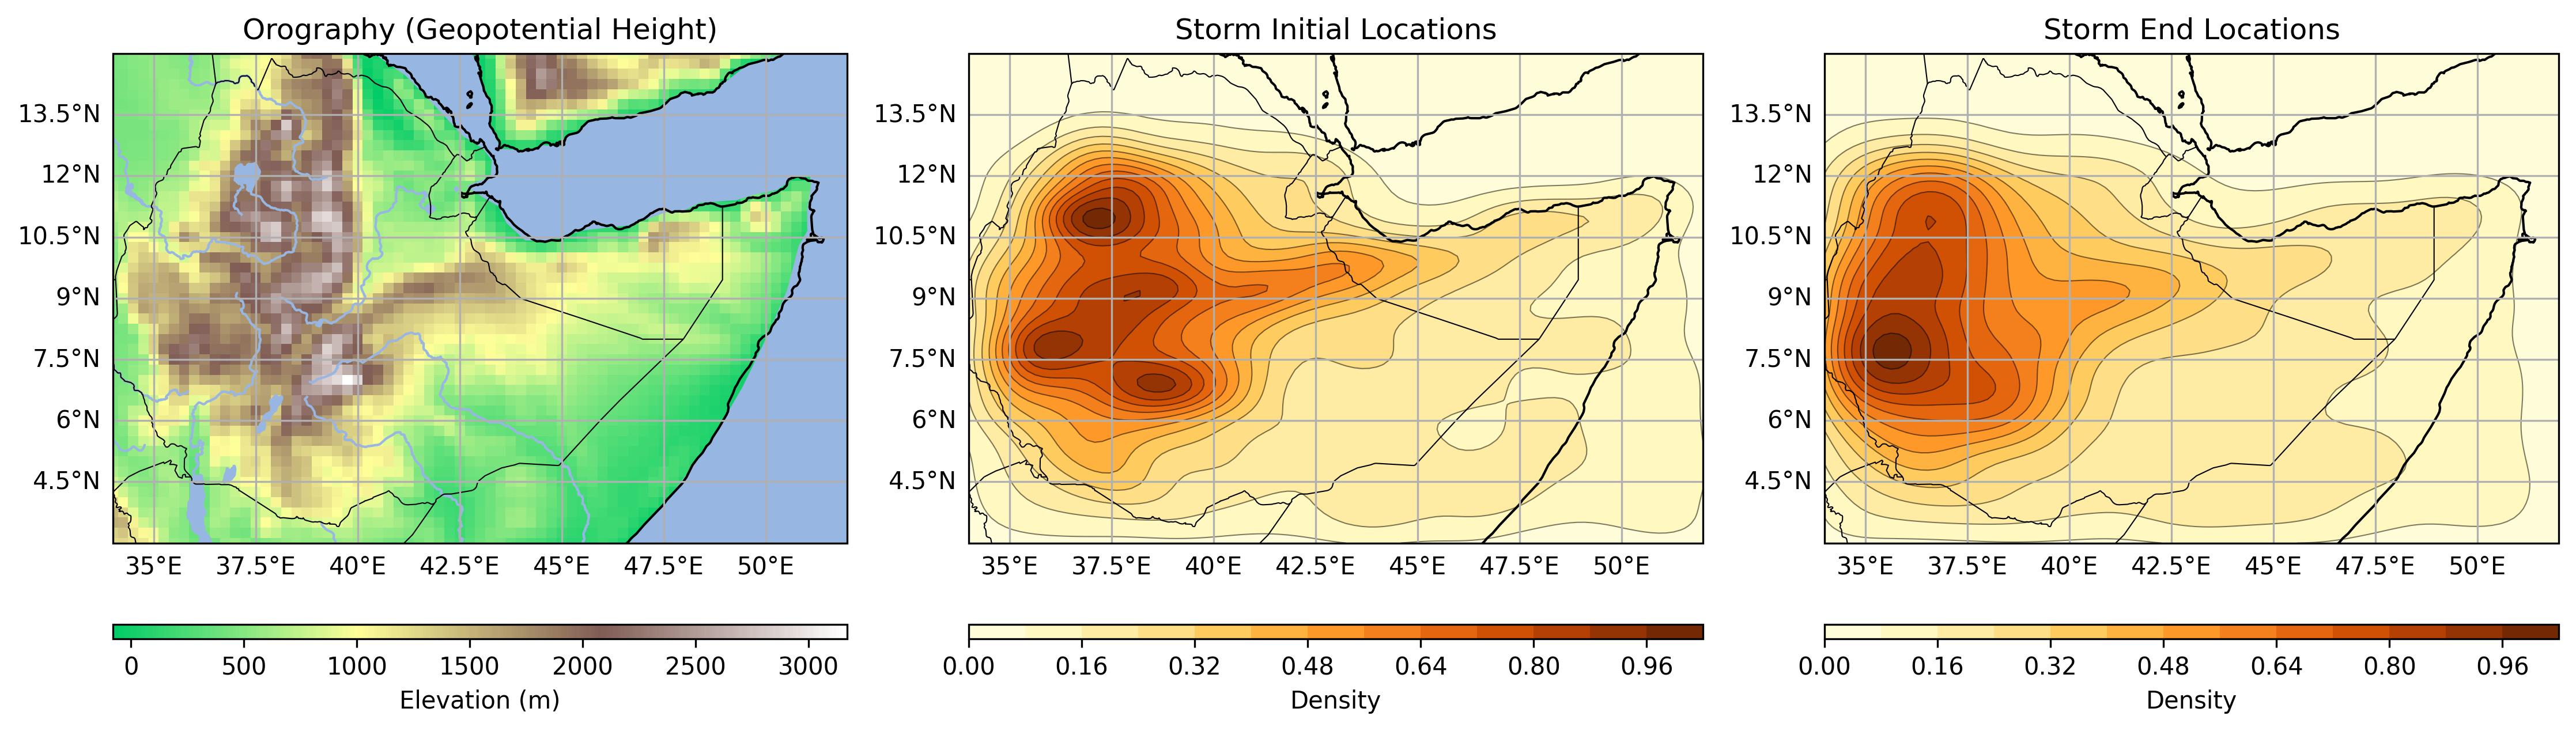 Orography (Geopotential Height)
13.5°N
12°N
10.5°N
9°N
7.5°N
6°N
4.5°N
35°E 37.5°E 40°E 42.5°E 45°E 47.5°E 50°E
0 500 1000 1500 2000 2500 3000
Elevation (m)
Storm Initial Locations
13.5°N
12°N
10.5°N
9°N
7.5°N
6°N
4.5°N
35°E 37.5°E 40°E 42.5°E 45°E 47.5°E 50°E
0.00 0.16 0.32 0.48 0.64 0.80 0.96
Density
Storm End Locations
13.5°N
12°N
10.5°N
9°N
7.5°N
6°N
4.5°N
35°E 37.5°E 40°E 42.5°E 45°E 47.5°E 50°E
0.00 0.16 0.32 0.48 0.64 0.80 0.96
Density